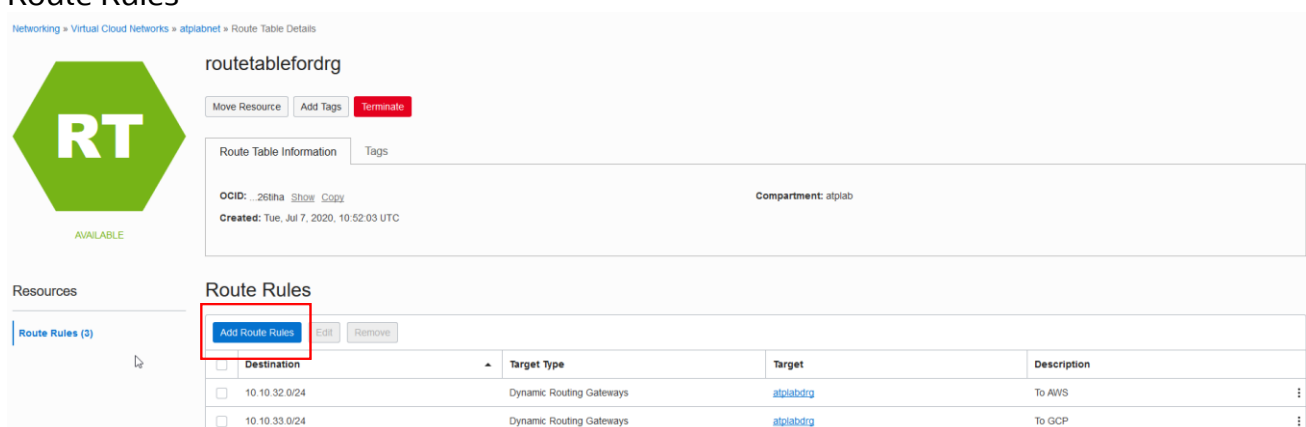 Route Rules
Networking » Virtual Cloud Networks » atplabnet » Route Table Details
RT
AVAILABLE
routetablefordrg
Move Resource Add Tags Terminate
Route Table Information Tags
OCID: ...26tiha Show Copy
Compartment: atplab
Created: Tue, Jul 7, 2020, 10:52:03 UTC
Resources
Route Rules (3)
Route Rules
Add Route Rules Edit Remove
Destination Target Type Target Description
10.10.32.0/24 Dynamic Routing Gateways atplabdrg To AWS
10.10.33.0/24 Dynamic Routing Gateways atplabdrg To GCP